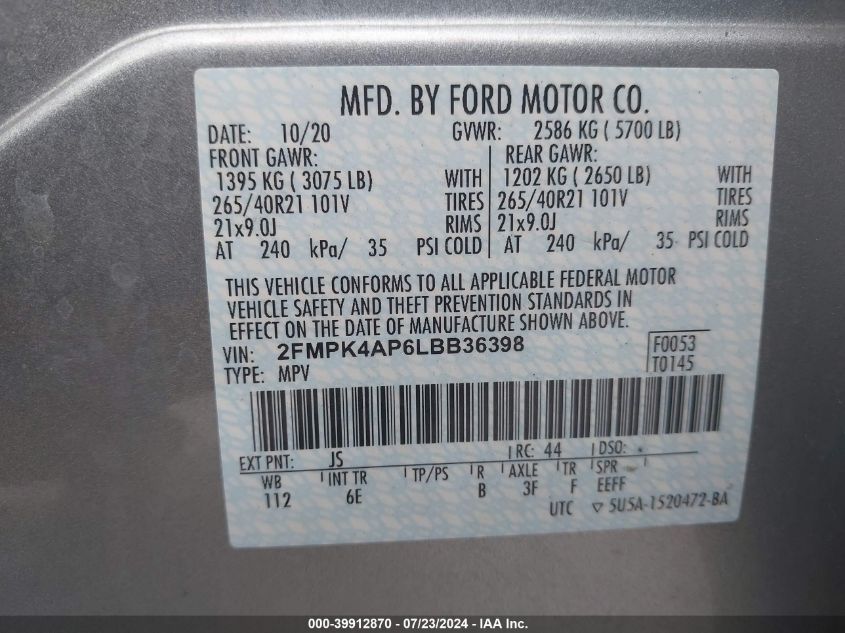 MFD. BY FORD MOTOR CO.
DATE: 10/20 GVWR: 2586 KG ( 5700 LB)
FRONT GAWR: REAR GAWR:
1395 KG ( 3075 LB) WITH 1202 KG ( 2650 LB) WITH
265/40R21 101V TIRES 265/40R21 101V TIRES
21x9.0J RIMS 21x9.0J RIMS
AT 240 kPa/ 35 PSI COLD AT 240 kPa/ 35 PSI COLD
THIS VEHICLE CONFORMS TO ALL APPLICABLE FEDERAL MOTOR
VEHICLE SAFETY AND THEFT PREVENTION STANDARDS IN
EFFECT ON THE DATE OF MANUFACTURE SHOWN ABOVE.
VIN: 2FMPK4AP6LBB36398 F0053
TYPE: MPV T0145
EXT PNT: JS RC: 44 DSO:
WB INT TR TP/PS R AXLE TR SPR
112 6E B 3F F EEFF
UTC ▽ 5U5A-1520472-BA
000-39912870 - 07/23/2024 - IAA Inc.